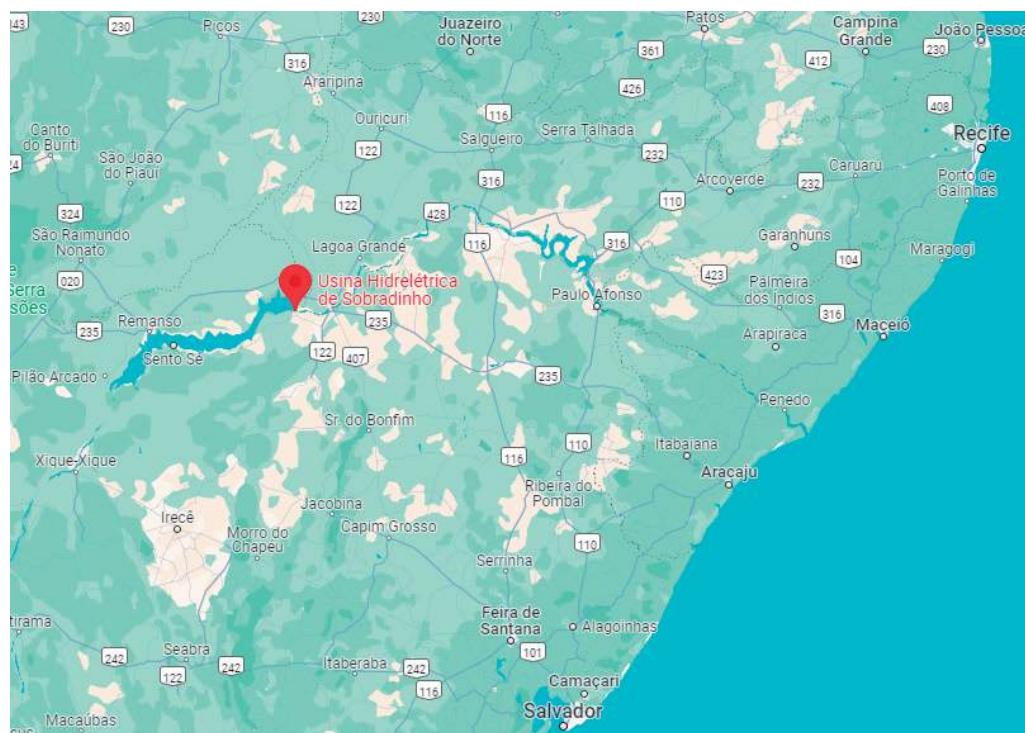 343
230
Picos
230
Juazeiro
do Norte
Patos
Campina
Grande
João Pessoa
361
230
412
316
Araripina
426
408
Ouricuri
116
Canto
do Buriti
Salgueiro
Serra Talhada
Recife
122
232
Caruaru
São João
do Piauí
24
316
Arcoverde
232
Porto de
Galinhas
110
324
122
428
São Raimundo
Nonato
Lagoa Grande
116
316
Garanhuns
Maragogi
104
020
423
Serra
sões
Usina Hidrelétrica
de Sobradinho
Palmeira
dos Índios
Paulo Afonso
235
Remanso
235
316
Maceió
Sento Sé
122
407
Arapiraca
Pilão Arcado
235
Penedo
Sr. do Bonfim
110
Itabaiana
116
Xique-Xique
Aracaju
Ribeira do
Pombal
Jacobina
Irecê
Capim Grosso
Morro do
Chapéu
110
Serrinha
Feira de
Santana
Alagoinhas
tirama
Seabra
101
242
242
Itaberaba
242
122
116
Camaçari
Salvador
Macaúbas